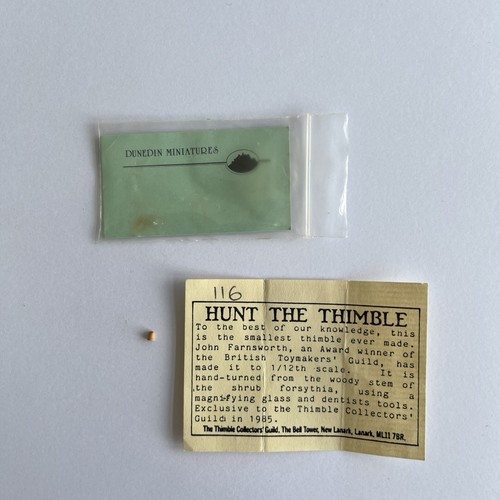 DUNEDIN MINIATURES
116
HUNT THE THIMBLE
To the best of our knowledge, this
is the smallest thimble ever made.
John Farnsworth, an Award winner of
the British Toymakers' Guild, has
made it to 1/12th scale. It is
hand-turned from the woody stem of
the shrub forsythia, using a
magnifying glass and dentists tools.
Exclusive to the Thimble Collectors'
Guild in 1985.
The Thimble Collectors' Guild, The Bell Tower, New Lanark, Lanark, ML11 7BR.